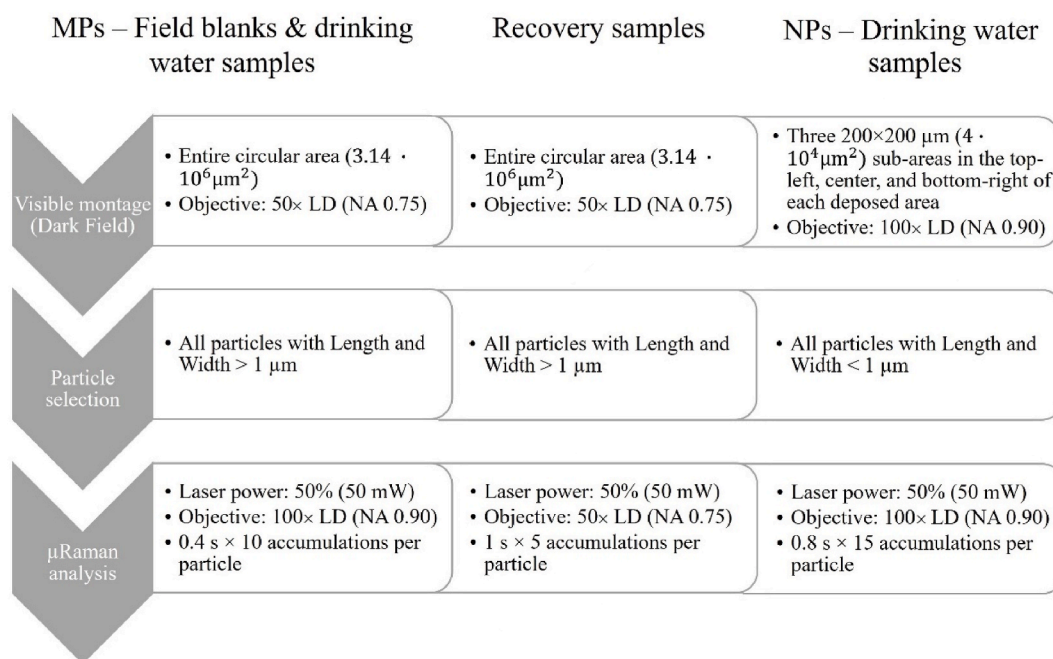 MPs – Field blanks & drinking
water samples
Recovery samples
NPs – Drinking water
samples
Visible montage
(Dark Field)
• Entire circular area (3.14 ·
10⁶μm²)
• Objective: 50× LD (NA 0.75)
• Entire circular area (3.14 ·
10⁶μm²)
• Objective: 50× LD (NA 0.75)
• Three 200×200 μm (4 ·
10⁴μm²) sub-areas in the top-
left, center, and bottom-right of
each deposed area
• Objective: 100× LD (NA 0.90)
Particle
selection
• All particles with Length and
Width > 1 μm
• All particles with Length and
Width > 1 μm
• All particles with Length and
Width < 1 μm
μRaman
analysis
• Laser power: 50% (50 mW)
• Objective: 100× LD (NA 0.90)
• 0.4 s × 10 accumulations per
particle
• Laser power: 50% (50 mW)
• Objective: 50× LD (NA 0.75)
• 1 s × 5 accumulations per
particle
• Laser power: 50% (50 mW)
• Objective: 100× LD (NA 0.90)
• 0.8 s × 15 accumulations per
particle